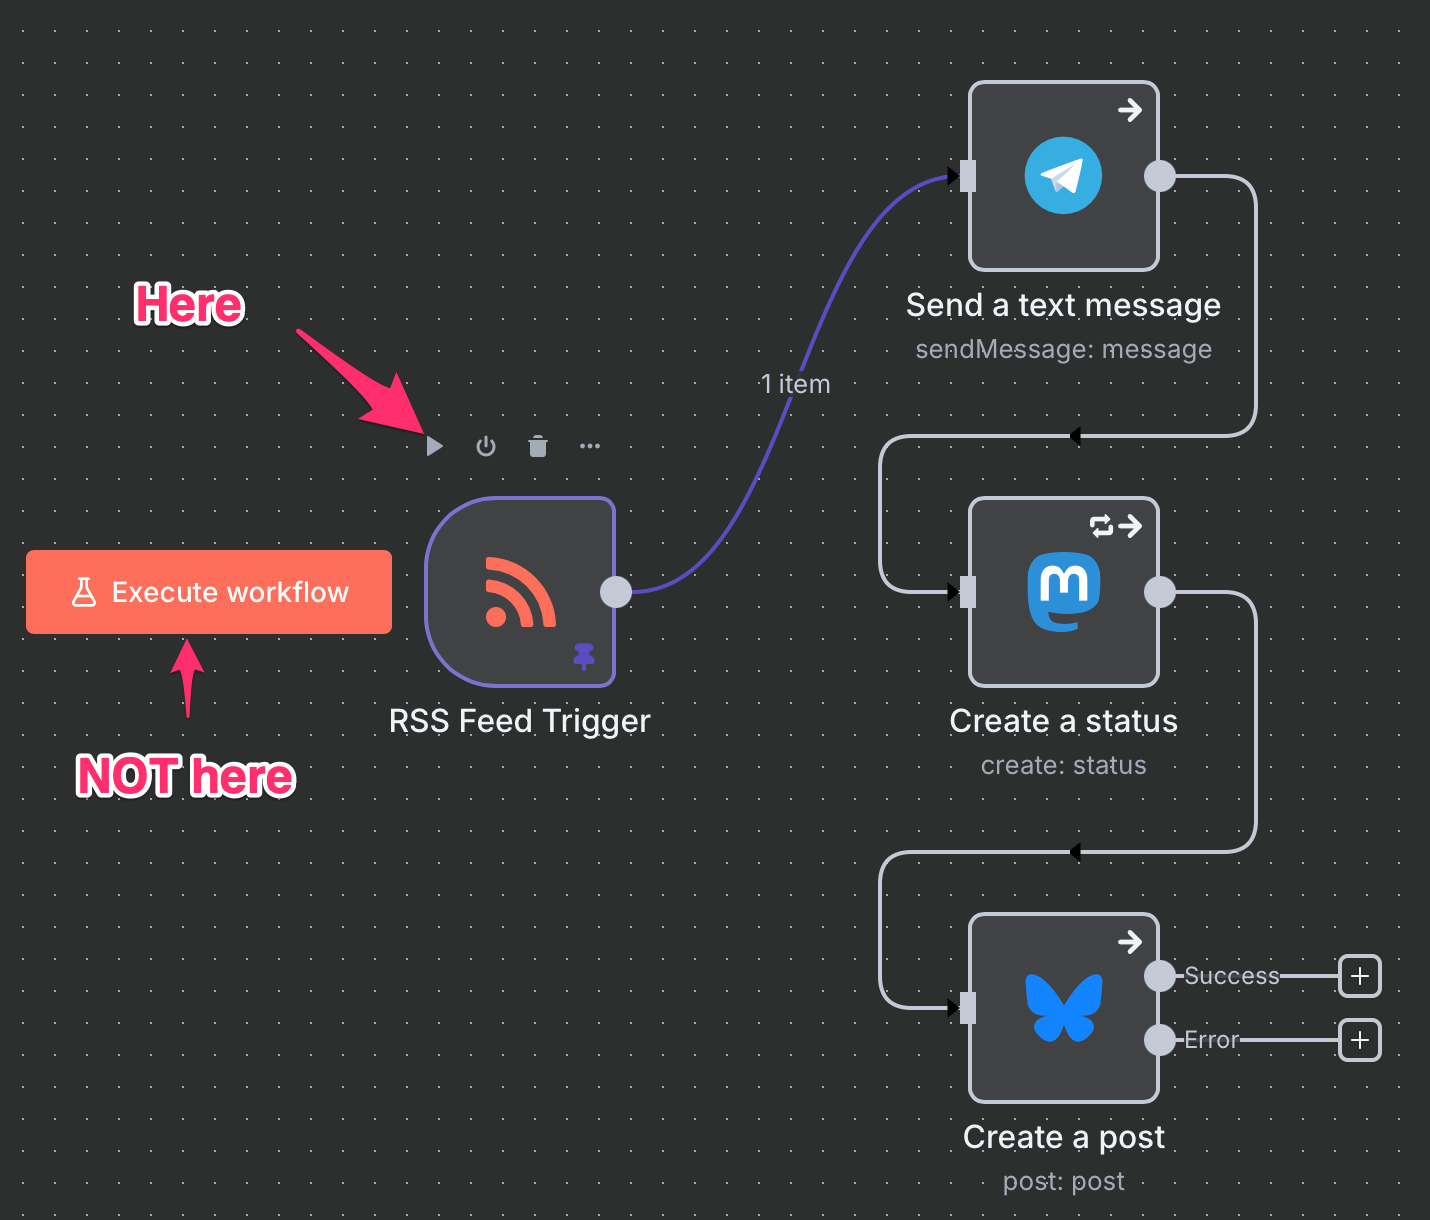 Send a text message
sendMessage: message
Here
1 item
Execute workflow
RSS Feed Trigger
Create a status
create: status
NOT here
Success
Error
Create a post
post: post